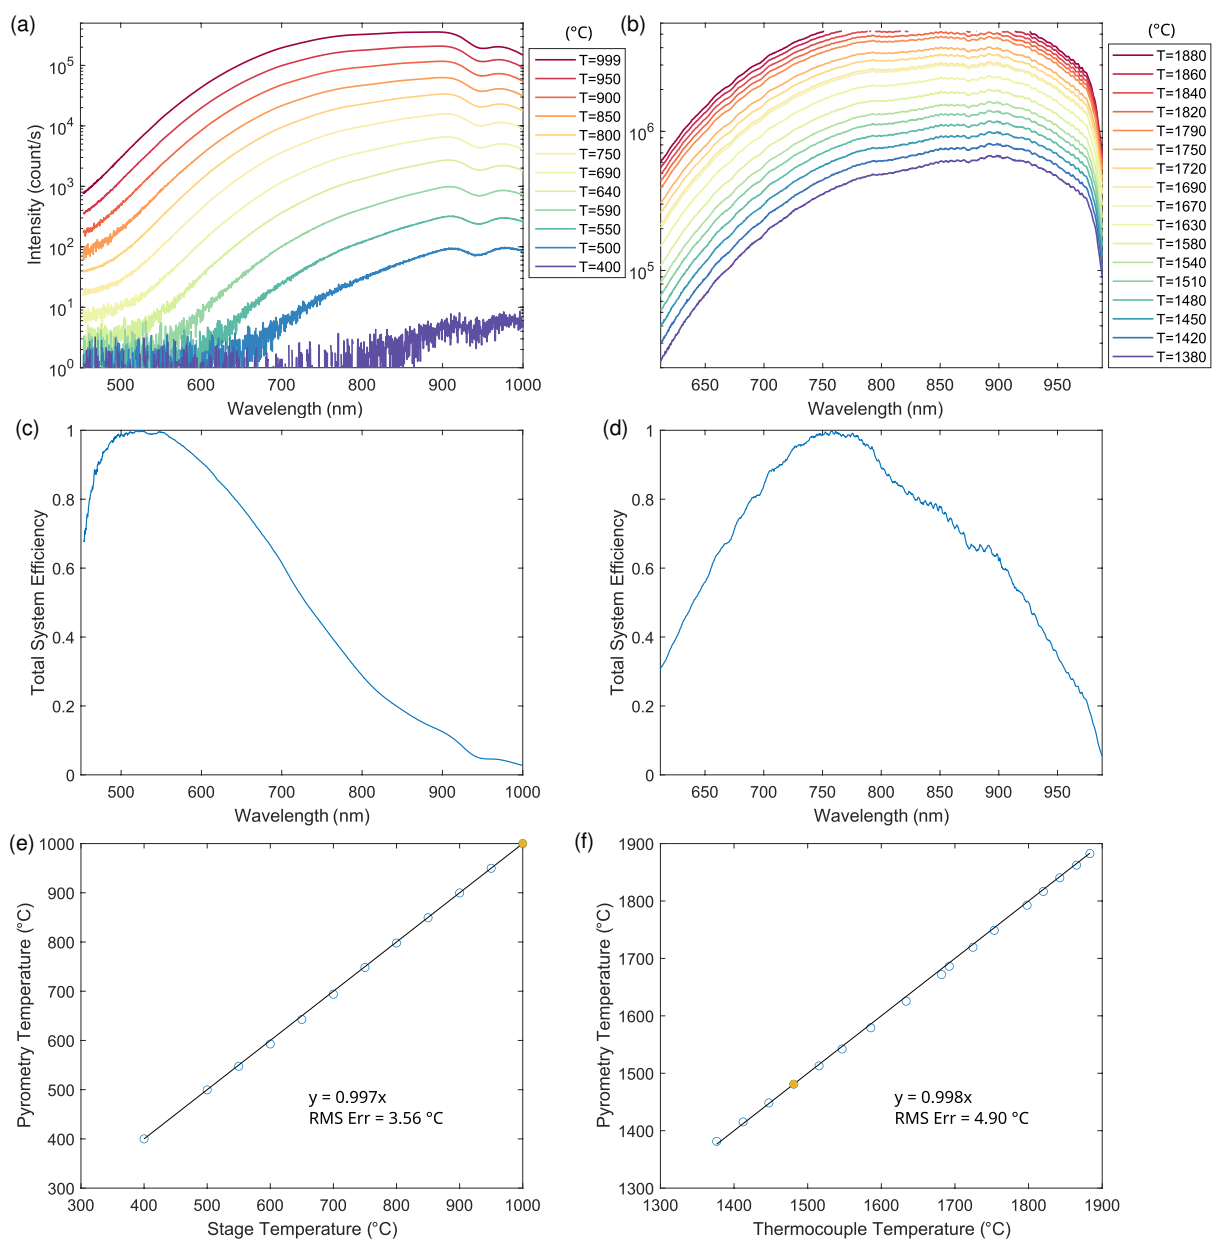 (a)
Intensity (count/s)
10^5
10^4
10^3
10^2
10^1
10^0
500 600 700 800 900 1000
Wavelength (nm)
(°C)
T=999
T=950
T=900
T=850
T=800
T=750
T=690
T=640
T=590
T=550
T=500
T=400
(b)
10^6
10^5
650 700 750 800 850 900 950
Wavelength (nm)
(°C)
T=1880
T=1860
T=1840
T=1820
T=1790
T=1750
T=1720
T=1690
T=1670
T=1630
T=1580
T=1540
T=1510
T=1480
T=1450
T=1420
T=1380
(c)
Total System Efficiency
1
0.8
0.6
0.4
0.2
0
500 600 700 800 900 1000
Wavelength (nm)
(d)
Total System Efficiency
1
0.8
0.6
0.4
0.2
0
650 700 750 800 850 900 950
Wavelength (nm)
(e)
Pyrometry Temperature (°C)
1000
900
800
700
600
500
400
300
y = 0.997x
RMS Err = 3.56 °C
300 400 500 600 700 800 900 1000
Stage Temperature (°C)
(f)
Pyrometry Temperature (°C)
1900
1800
1700
1600
1500
1400
1300
y = 0.998x
RMS Err = 4.90 °C
1300 1400 1500 1600 1700 1800 1900
Thermocouple Temperature (°C)